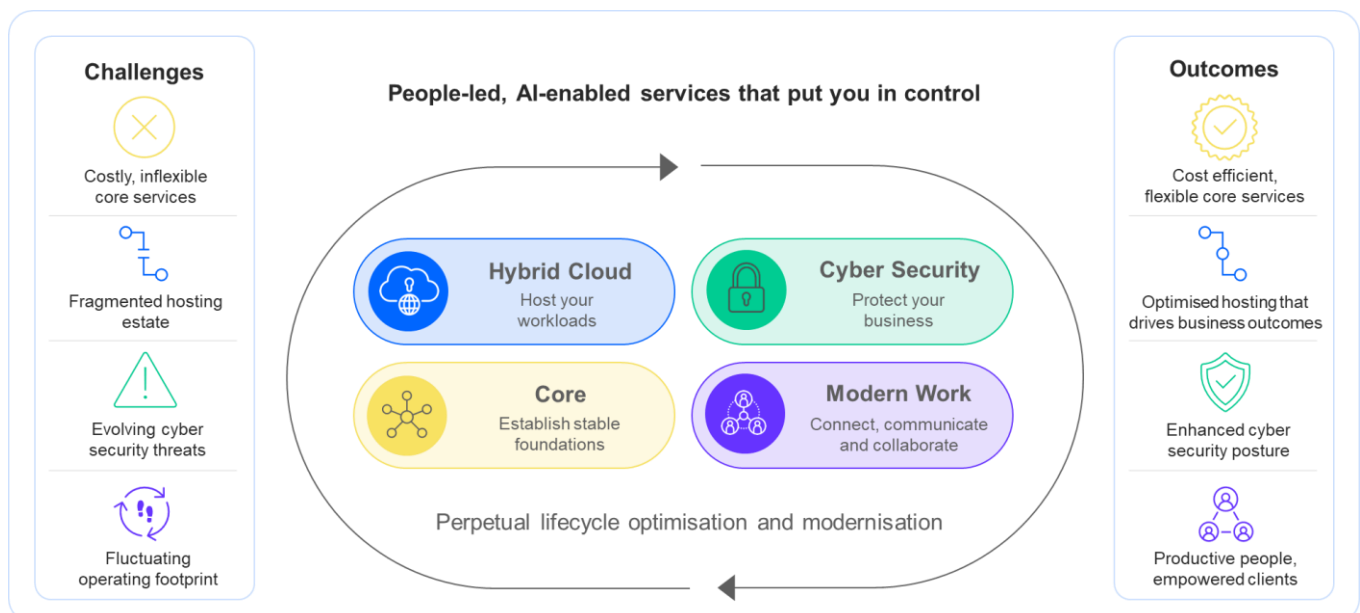 Challenges
Costly, inflexible
core services
Fragmented hosting
estate
Evolving cyber
security threats
Fluctuating
operating footprint
People-led, AI-enabled services that put you in control
Hybrid Cloud
Host your
workloads
Cyber Security
Protect your
business
Core
Establish stable
foundations
Modern Work
Connect, communicate
and collaborate
Perpetual lifecycle optimisation and modernisation
Outcomes
Cost efficient,
flexible core services
Optimised hosting that
drives business outcomes
Enhanced cyber
security posture
Productive people,
empowered clients